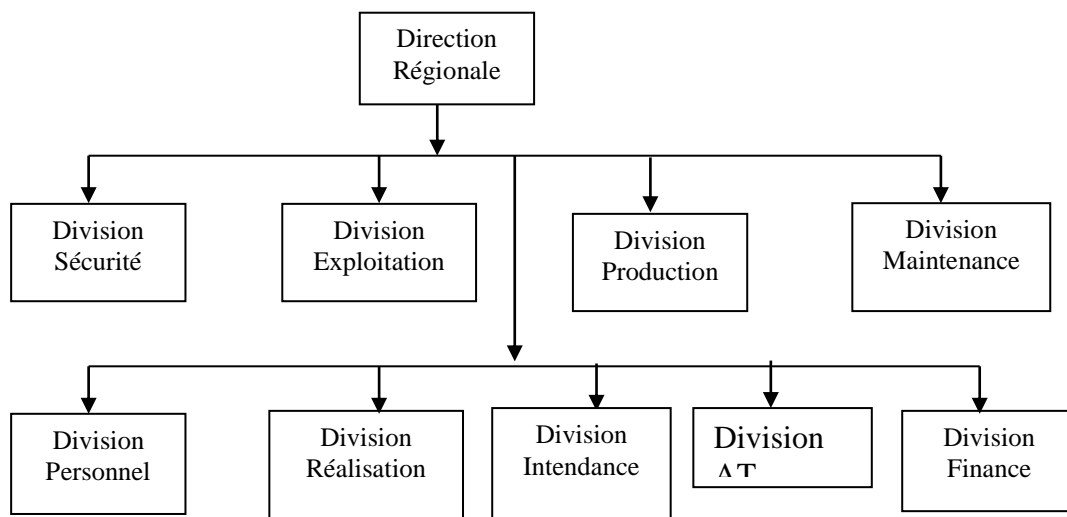 Direction
Régionale
Division
Sécurité
Division
Exploitation
Division
Production
Division
Maintenance
Division
Personnel
Division
Réalisation
Division
Intendance
Division
Division
Finance